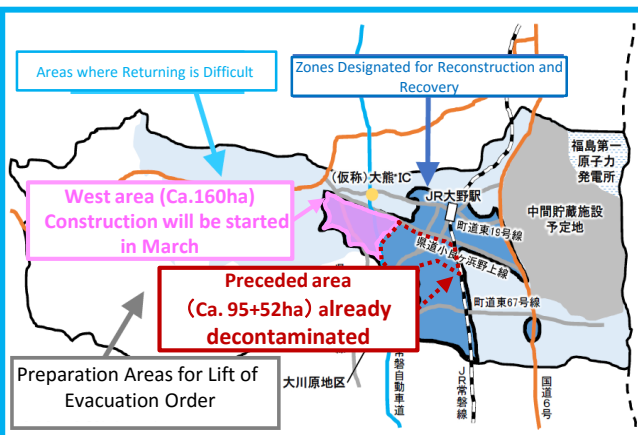 Areas where Returning is Difficult
Zones Designated for Reconstruction and
Recovery
福島第一
原子力
発電所
(仮称)大熊IC
JR大野駅
West area (Ca.160ha)
Construction will be started
in March
中間貯蔵施設
予定地
町道東19号線
県道小良ヶ浜野上線
Preceded area
(Ca. 95+52ha) already
decontaminated
町道東67号線
Preparation Areas for Lift of
Evacuation Order
大川原地区
常磐自動車道
JR常磐線
国道6号